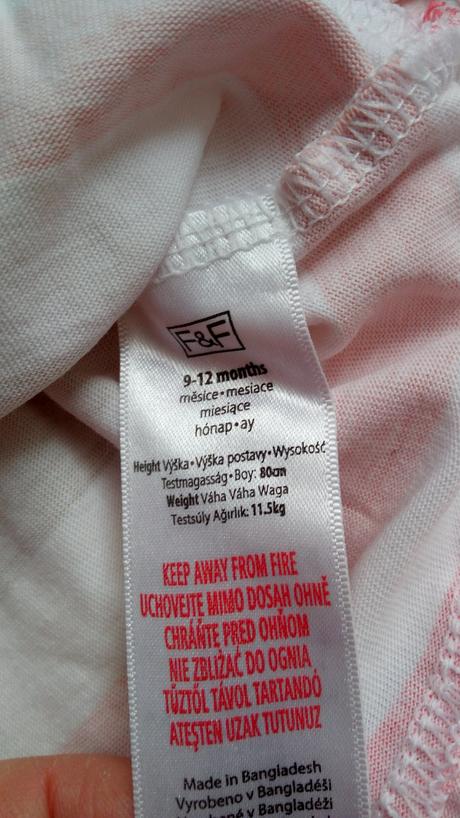 F&F
9-12 months
měsíce•mesiace
miesiące
hónap•ay
Height Výška•Výška postavy•Wysokość
Testmagasság•Boy: 80cm
Weight Váha Váha Waga
Testsúly Ağırlık: 11.5kg
KEEP AWAY FROM FIRE
UCHOVEJTE MIMO DOSAH OHNĚ
CHRÁŇTE PRED OHŇOM
NIE ZBLIŻAĆ DO OGNIA
TŰZTŐL TÁVOL TARTANDÓ
ATEŞTEN UZAK TUTUNUZ
Made in Bangladesh
Vyrobeno v Bangladéši
v Bangladéži